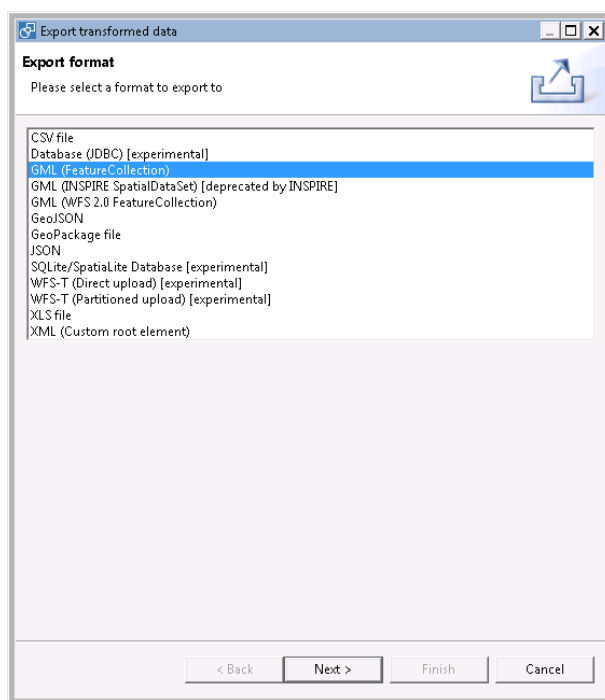 Export transformed data
Export format
Please select a format to export to
CSV file
Database (JDBC) [experimental]
GML (FeatureCollection)
GML (INSPIRE SpatialDataSet) [deprecated by INSPIRE]
GML (WFS 2.0 FeatureCollection)
GeoJSON
GeoPackage file
JSON
SQLite/SpatiaLite Database [experimental]
WFS-T (Direct upload) [experimental]
WFS-T (Partitioned upload) [experimental]
XLS file
XML (Custom root element)
< Back Next > Finish Cancel